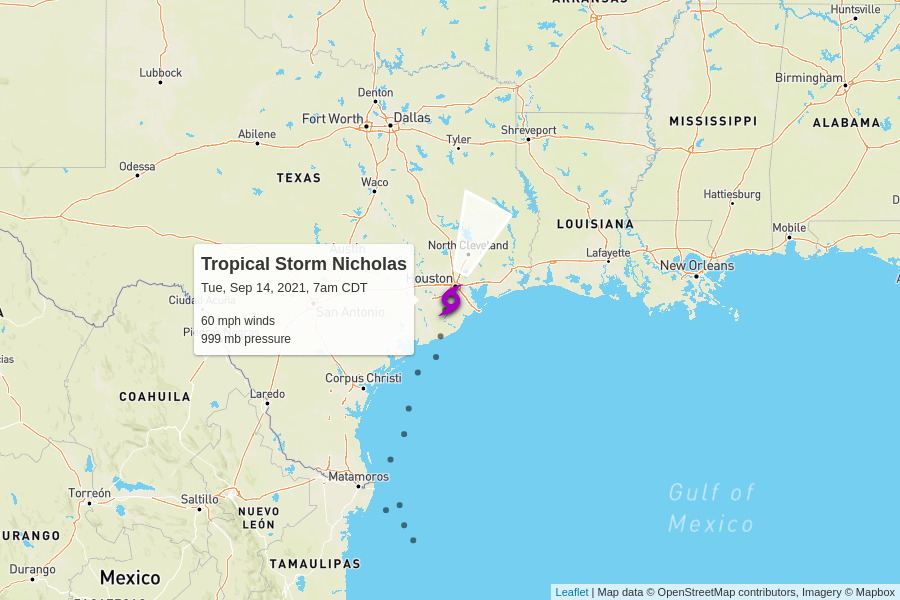 ARKANSAS
Huntsville
Lubbock
Birmingham
Denton
Fort Worth
Dallas
MISSISSIPPI
ALABAMA
Abilene
Tyler
Shreveport
Odessa
TEXAS
Waco
Hattiesburg
LOUISIANA
Mobile
Austin
North Cleveland
Lafayette
New Orleans
Tropical Storm Nicholas
Houston
Tue, Sep 14, 2021, 7am CDT
Ciudad Acuña
San Antonio
60 mph winds
999 mb pressure
Corpus Christi
COAHUILA
Laredo
Matamoros
Torreón
Saltillo
NUEVO
LEÓN
Gulf of
Mexico
URANGO
TAMAULIPAS
Durango
Mexico
Leaflet | Map data © OpenStreetMap contributors, Imagery © Mapbox